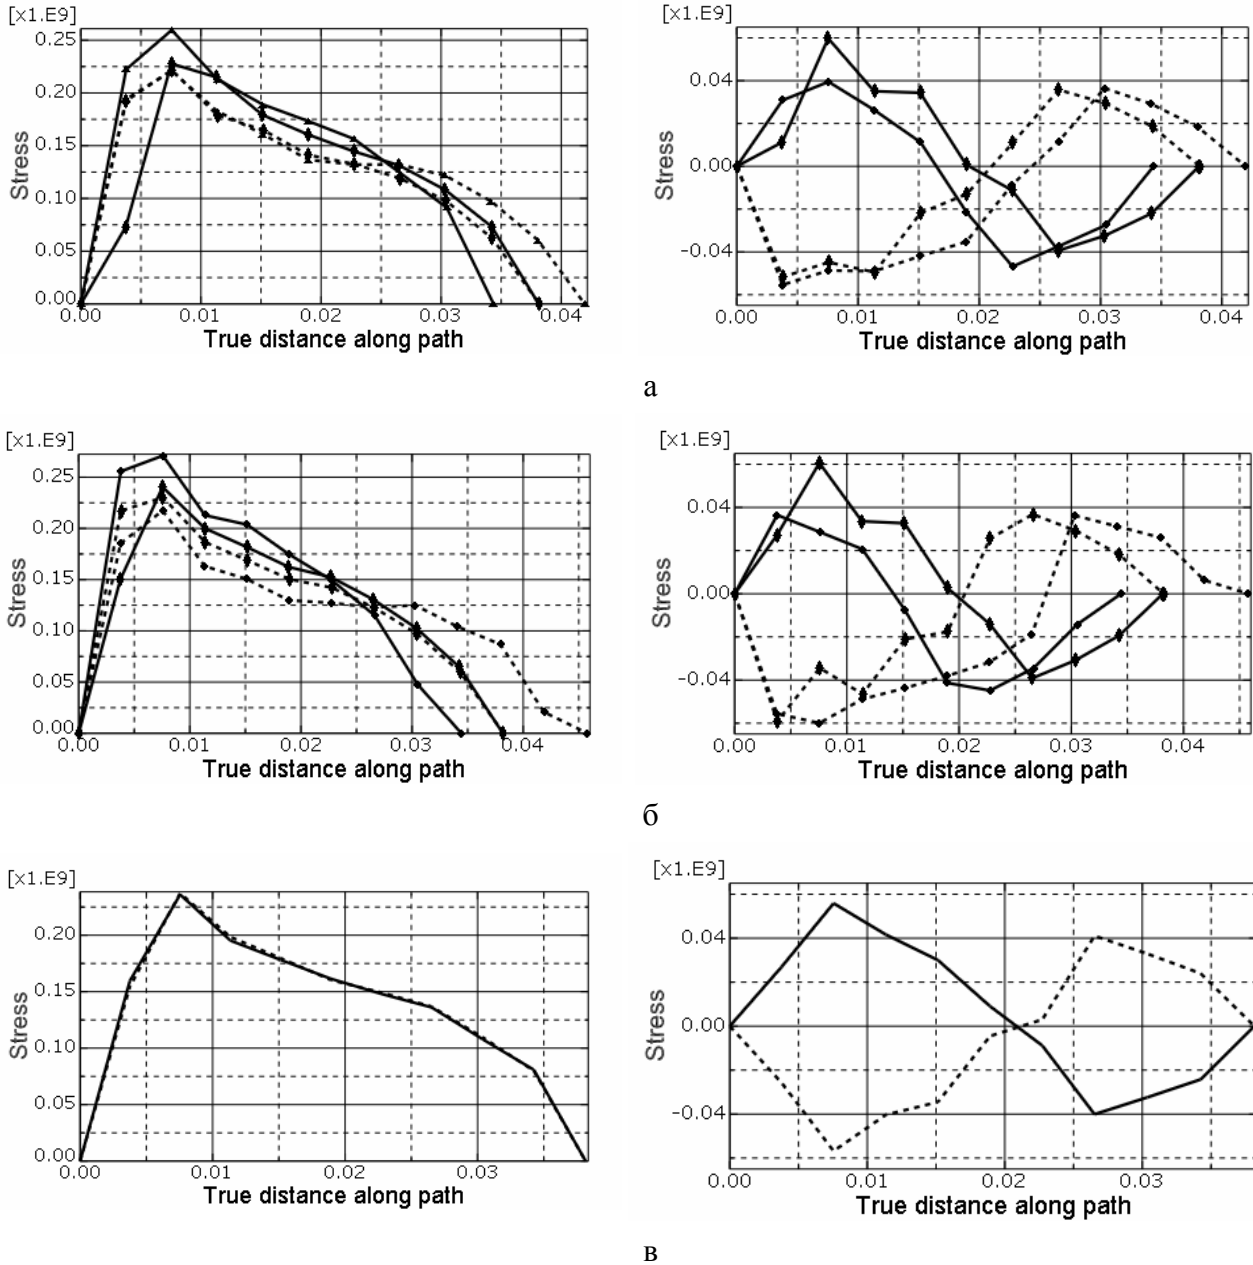 [x1.E9]
0.25
0.20
0.15
0.10
0.05
0.00
Stress
0.00 0.01 0.02 0.03 0.04
True distance along path
[x1.E9]
0.04
0.00
-0.04
Stress
0.00 0.01 0.02 0.03 0.04
True distance along path
а
[x1.E9]
0.25
0.20
0.15
0.10
0.05
0.00
Stress
0.01 0.02 0.03 0.04
True distance along path
[x1.E9]
0.04
0.00
-0.04
Stress
0.00 0.01 0.02 0.03 0.04
True distance along path
б
[x1.E9]
0.20
0.15
0.10
0.05
0.00
Stress
0.00 0.01 0.02 0.03
True distance along path
[x1.E9]
0.04
0.00
-0.04
Stress
0.00 0.01 0.02 0.03
True distance along path
в